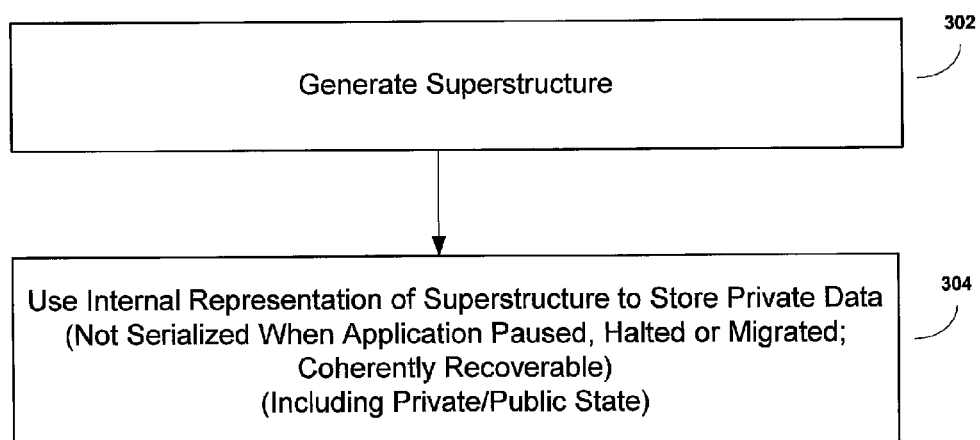 302
Generate Superstructure
304
Use Internal Representation of Superstructure to Store Private Data
(Not Serialized When Application Paused, Halted or Migrated;
Coherently Recoverable)
(Including Private/Public State)